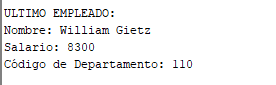 ULTIMO EMPLEADO:
Nombre: William Gietz
Salario: 8300
Código de Departamento: 110